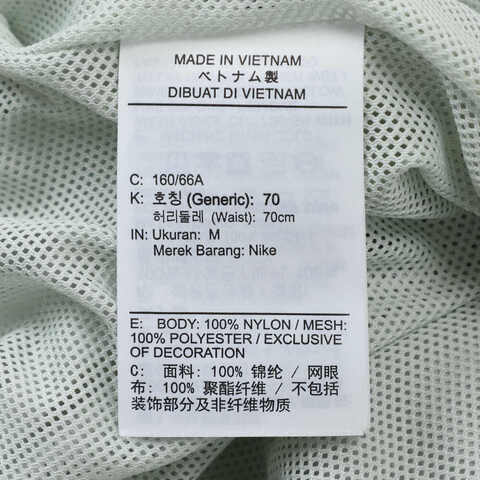 MADE IN VIETNAM
ベトナム製
DIBUAT DI VIETNAM
C: 160/66A
K: 호칭 (Generic): 70
허리둘레 (Waist): 70cm
IN: Ukuran: M
Merek Barang: Nike
E: BODY: 100% NYLON / MESH:
100% POLYESTER / EXCLUSIVE
OF DECORATION
C: 面料: 100% 锦纶 / 网眼
布: 100% 聚酯纤维 / 不包括
装饰部分及非纤维物质